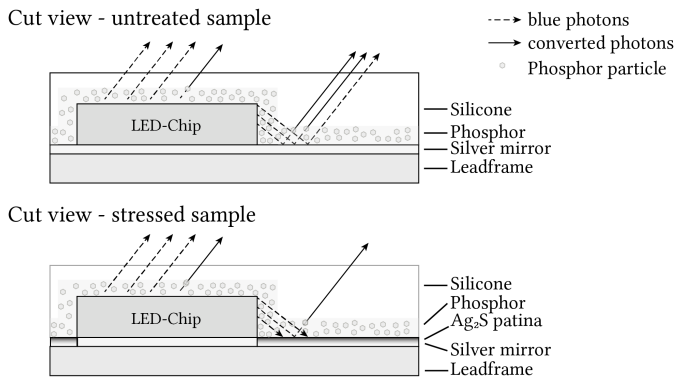 Cut view - untreated sample
blue photons
converted photons
Phosphor particle
LED-Chip
Silicone
Phosphor
Silver mirror
Leadframe
Cut view - stressed sample
LED-Chip
Silicone
Phosphor
Ag₂S patina
Silver mirror
Leadframe